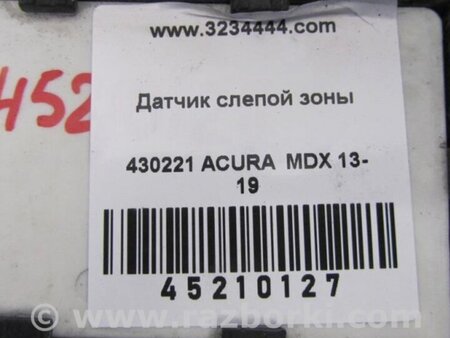 www.3234444.com
452
Датчик слепой зоны
430221 ACURA MDX 13-
19
45210127
© www.razborki.com